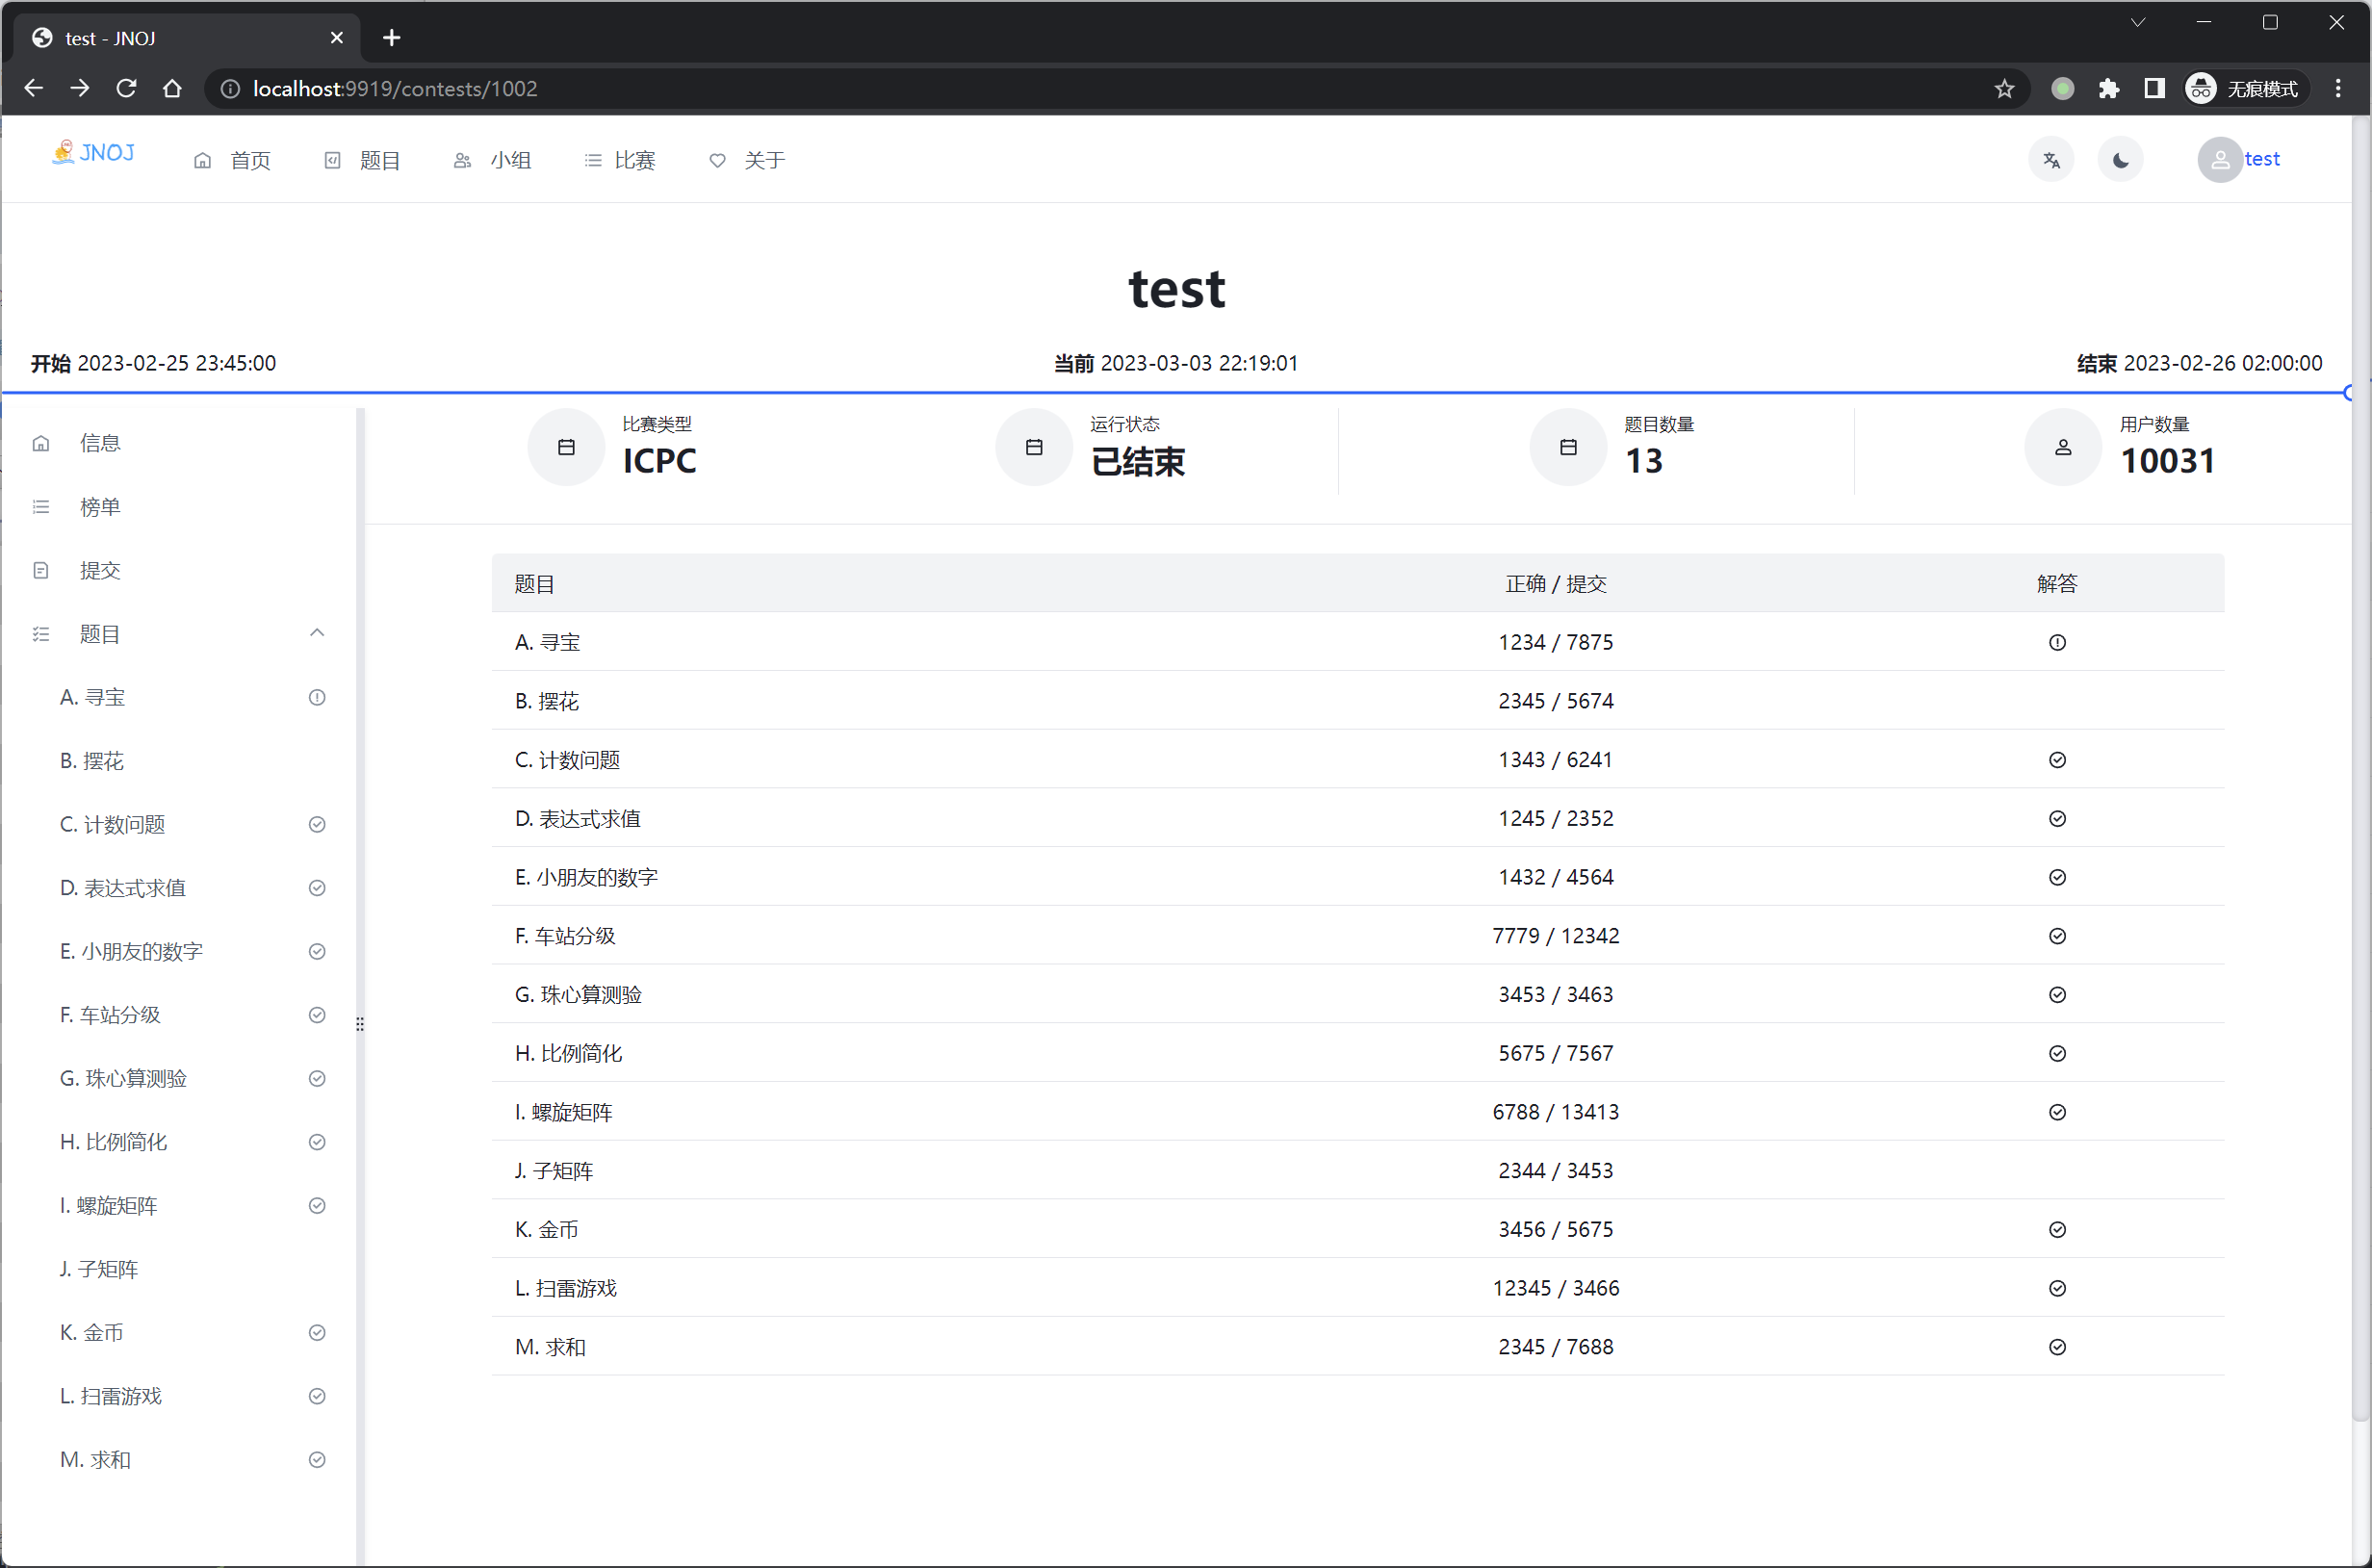 test - JNOJ
localhost:9919/contests/1002
无痕模式
JNOJ 首页 题目 小组 比赛 关于 test
test
开始 2023-02-25 23:45:00 当前 2023-03-03 22:19:01 结束 2023-02-26 02:00:00
信息
榜单
提交
题目
A. 寻宝
B. 摆花
C. 计数问题
D. 表达式求值
E. 小朋友的数字
F. 车站分级
G. 珠心算测验
H. 比例简化
I. 螺旋矩阵
J. 子矩阵
K. 金币
L. 扫雷游戏
M. 求和
比赛类型
ICPC
运行状态
已结束
题目数量
13
用户数量
10031
题目 正确 / 提交 解答
A. 寻宝 1234 / 7875
B. 摆花 2345 / 5674
C. 计数问题 1343 / 6241
D. 表达式求值 1245 / 2352
E. 小朋友的数字 1432 / 4564
F. 车站分级 7779 / 12342
G. 珠心算测验 3453 / 3463
H. 比例简化 5675 / 7567
I. 螺旋矩阵 6788 / 13413
J. 子矩阵 2344 / 3453
K. 金币 3456 / 5675
L. 扫雷游戏 12345 / 3466
M. 求和 2345 / 7688